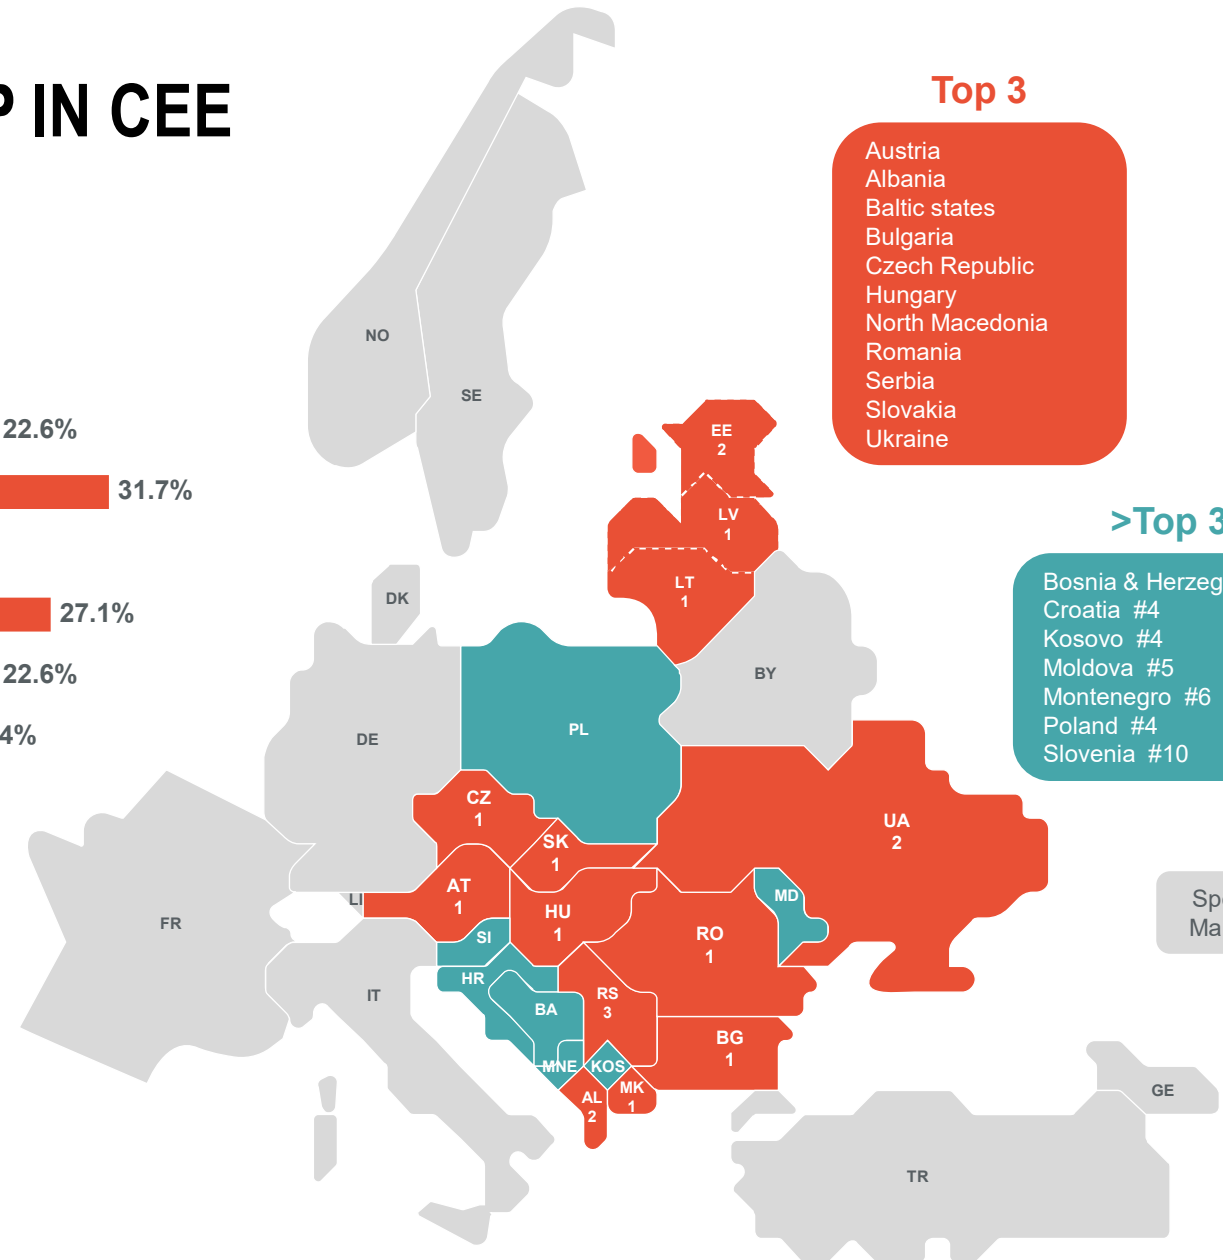 P IN CEE
22.6%
31.7%
27.1%
22.6%
4%
Top 3
Austria
Albania
Baltic states
Bulgaria
Czech Republic
Hungary
North Macedonia
Romania
Serbia
Slovakia
Ukraine
>Top 3
Bosnia & Herzeg
Croatia #4
Kosovo #4
Moldova #5
Montenegro #6
Poland #4
Slovenia #10
NO
SE
EE
2
LV
1
LT
1
DK
BY
DE
PL
CZ
1
SK
1
UA
2
AT
1
LI
HU
1
MD
FR
SI
RO
1
HR
IT
BA
RS
3
BG
1
MNE
KOS
MK
1
AL
2
GE
TR
Sp
Ma